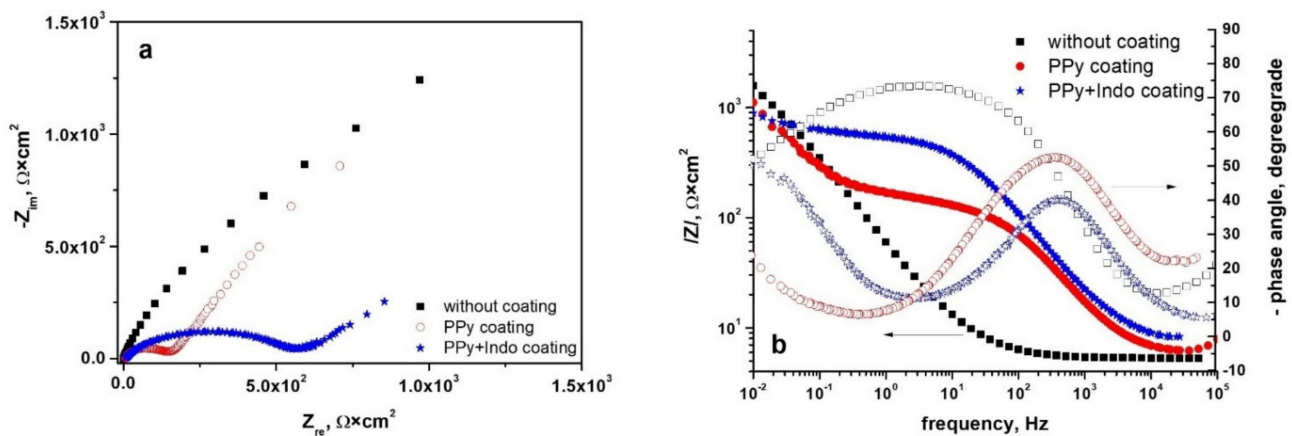 a
-Z_im, Ω×cm²
1.5x10³
1.0x10³
5.0x10²
0.0
0.0
5.0x10²
1.0x10³
1.5x10³
Z_re, Ω×cm²
without coating
PPy coating
PPy+Indo coating
b
/Z/, Ω×cm²
10³
10²
10¹
without coating
PPy coating
PPy+Indo coating
90
80
70
60
50
40
30
20
10
0
-10
- phase angle, degreegrade
10⁻²
10⁻¹
10⁰
10¹
10²
10³
10⁴
10⁵
frequency, Hz